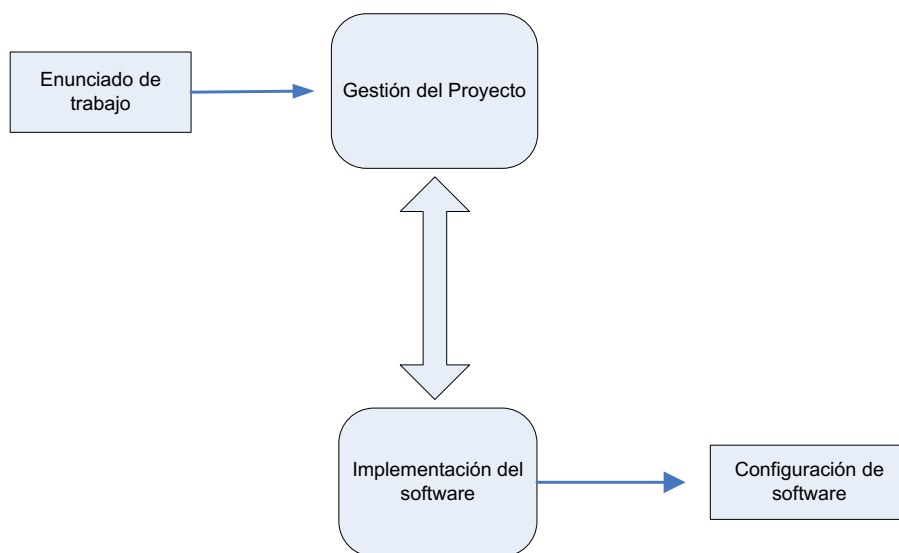 Enunciado de
trabajo
Gestión del Proyecto
Implementación del
software
Configuración de
software